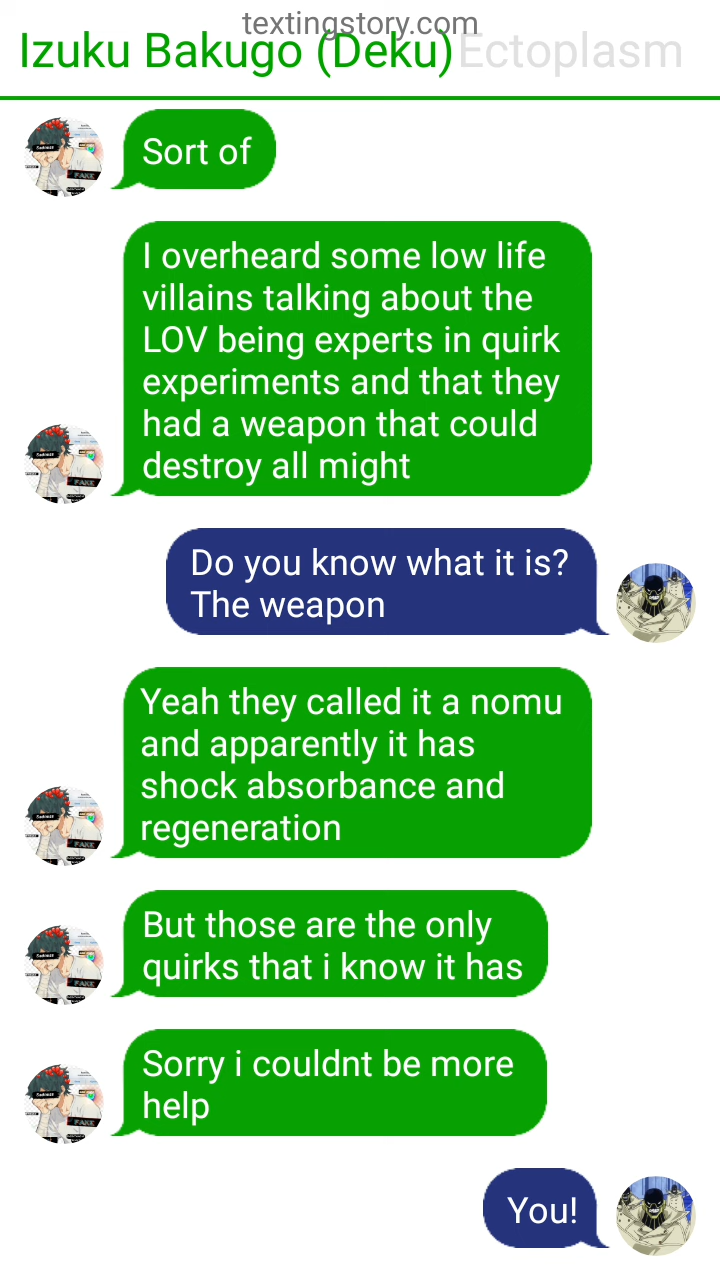 textingstory.com
Izuku Bakugo (Deku) Ectoplasm
Sort of
I overheard some low life
villains talking about the
LOV being experts in quirk
experiments and that they
had a weapon that could
destroy all might
Do you know what it is?
The weapon
Yeah they called it a nomu
and apparently it has
shock absorbance and
regeneration
But those are the only
quirks that i know it has
Sorry i couldnt be more
help
You!